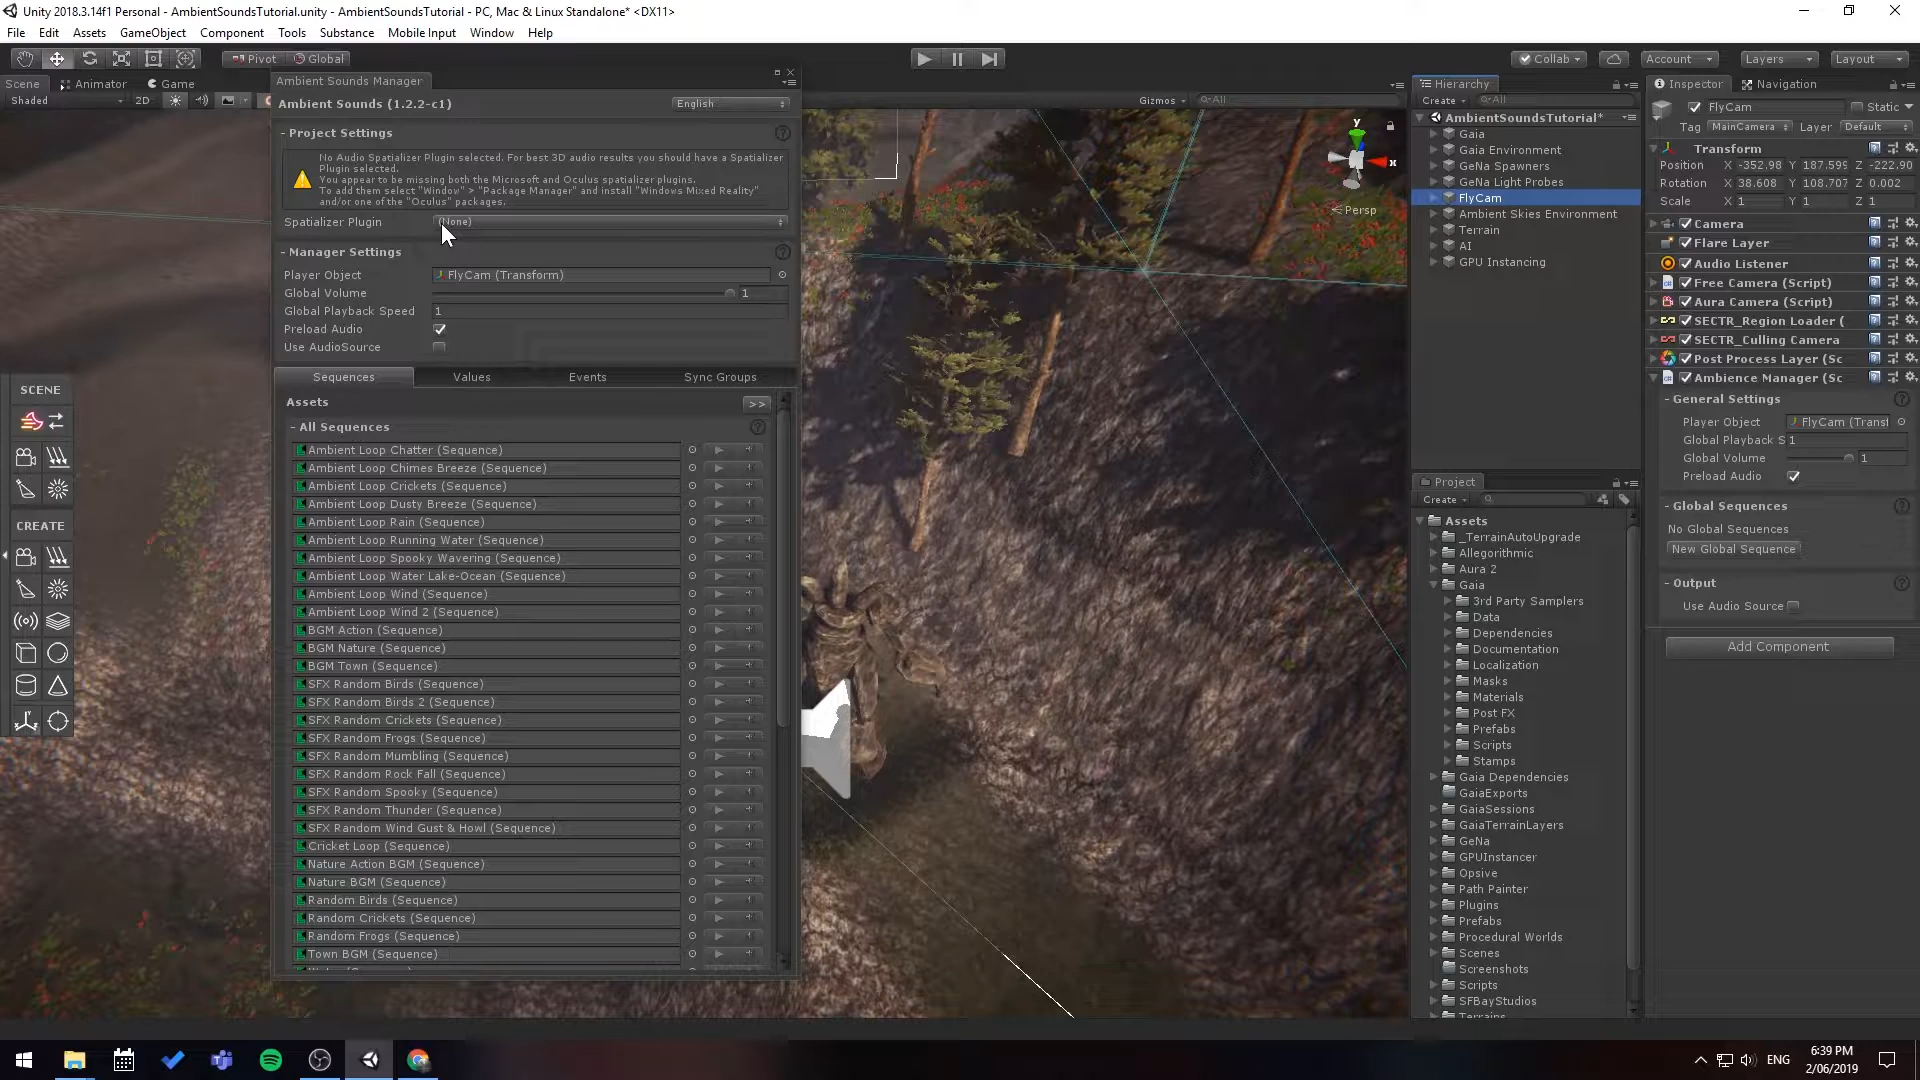 Unity 2018.3.14f1 Personal - AmbientSoundsTutorial.unity - AmbientSoundsTutorial - PC, Mac & Linux Standalone* <DX11>
File Edit Assets GameObject Component Tools Substance Mobile Input Window Help
Pivot Global Collab Account Layers Layout
Scene Animator Game
Shaded 2D
Gizmos All
Ambient Sounds Manager
Ambient Sounds (1.2.2-c1) English
- Project Settings
No Audio Spatializer Plugin selected. For best 3D audio results you should have a Spatializer
Plugin selected.
You appear to be missing both the Microsoft and Oculus spatializer plugins.
To add them select "Window" > "Package Manager" and install "Windows Mixed Reality"
and/or one of the "Oculus" packages.
Spatializer Plugin (None)
- Manager Settings
Player Object FlyCam (Transform)
Global Volume 1
Global Playback Speed 1
Preload Audio
Use AudioSource
Sequences Values Events Sync Groups
Assets >>
- All Sequences
Ambient Loop Chatter (Sequence)
Ambient Loop Chimes Breeze (Sequence)
Ambient Loop Crickets (Sequence)
Ambient Loop Dusty Breeze (Sequence)
Ambient Loop Rain (Sequence)
Ambient Loop Running Water (Sequence)
Ambient Loop Spooky Wavering (Sequence)
Ambient Loop Water Lake-Ocean (Sequence)
Ambient Loop Wind (Sequence)
Ambient Loop Wind 2 (Sequence)
BGM Action (Sequence)
BGM Nature (Sequence)
BGM Town (Sequence)
SFX Random Birds (Sequence)
SFX Random Birds 2 (Sequence)
SFX Random Crickets (Sequence)
SFX Random Frogs (Sequence)
SFX Random Mumbling (Sequence)
SFX Random Rock Fall (Sequence)
SFX Random Spooky (Sequence)
SFX Random Thunder (Sequence)
SFX Random Wind Gust & Howl (Sequence)
Cricket Loop (Sequence)
Nature Action BGM (Sequence)
Nature BGM (Sequence)
Random Birds (Sequence)
Random Crickets (Sequence)
Random Frogs (Sequence)
Town BGM (Sequence)
SCENE
CREATE
y
x
Persp
Hierarchy
Create All
AmbientSoundsTutorial*
Gaia
Gaia Environment
GeNa Spawners
GeNa Light Probes
FlyCam
Ambient Skies Environment
Terrain
AI
GPU Instancing
Project
Create
Assets
_TerrainAutoUpgrade
Allegorithmic
Aura 2
Gaia
3rd Party Samplers
Data
Dependencies
Documentation
Localization
Masks
Materials
Post FX
Prefabs
Scripts
Stamps
Gaia Dependencies
GaiaExports
GaiaSessions
GaiaTerrainLayers
GeNa
GPUInstancer
Opsive
Path Painter
Plugins
Prefabs
Procedural Worlds
Scenes
Screenshots
Scripts
SFBayStudios
Terrains
Inspector Navigation
FlyCam Static
Tag MainCamera Layer Default
Transform
Position X -352.98 Y 187.599 Z -222.90
Rotation X 38.608 Y 108.707 Z 0.002
Scale X 1 Y 1 Z 1
Camera
Flare Layer
Audio Listener
Free Camera (Script)
Aura Camera (Script)
SECTR_Region Loader (
SECTR_Culling Camera
Post Process Layer (Sc
Ambience Manager (Sc
- General Settings
Player Object FlyCam (Transf
Global Playback S 1
Global Volume 1
Preload Audio
- Global Sequences
No Global Sequences
New Global Sequence
- Output
Use Audio Source
Add Component
ENG
6:39 PM
2/06/2019